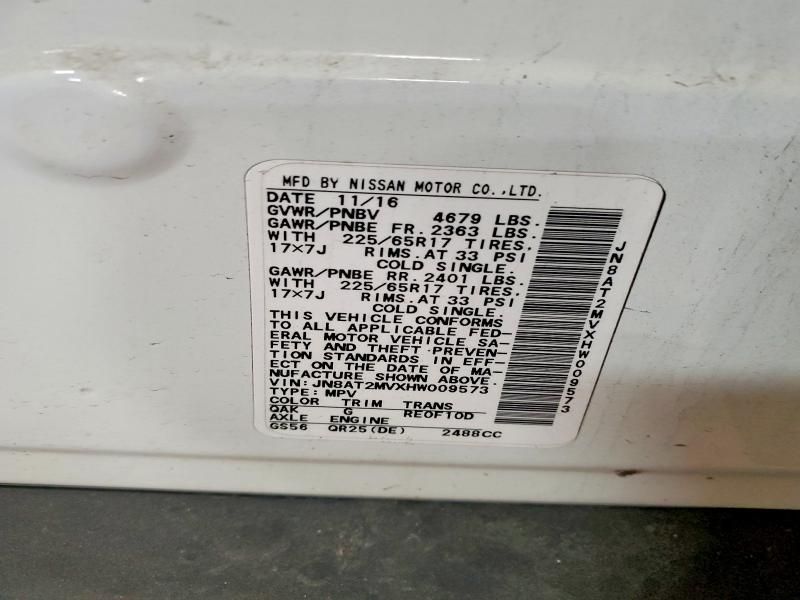 MFD BY NISSAN MOTOR CO.,LTD.
DATE 11/16
GVWR/PNBV 4679 LBS.
GAWR/PNBE FR. 2363 LBS.
WITH 225/65R17 TIRES.
17×7J RIMS.AT 33 PSI
COLD SINGLE.
GAWR/PNBE RR. 2401 LBS.
WITH 225/65R17 TIRES.
17×7J RIMS.AT 33 PSI
COLD SINGLE.
THIS VEHICLE CONFORMS
TO ALL APPLICABLE FED-
ERAL MOTOR VEHICLE SA-
FETY AND THEFT PREVEN-
TION STANDARDS IN EFF-
ECT ON THE DATE OF MA-
NUFACTURE SHOWN ABOVE.
VIN: JN8AT2MVXHW009573
TYPE: MPV
COLOR TRIM TRANS
QAK G RE0F10D
AXLE ENGINE
GS56 QR25(DE) 2488CC
JN8AT2MVXHW009573